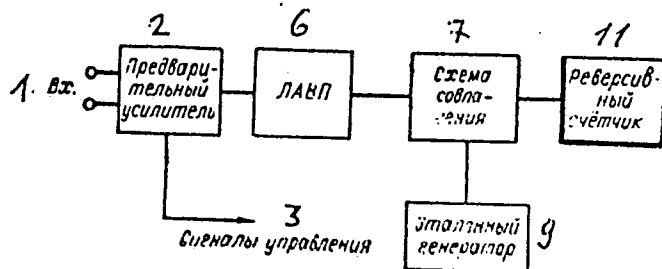 2
6
7
11
1. Вх.
Предвари-
тельный
усилитель
ЛАВП
Схема
совпа-
дения
Реверсив-
ный
счётчик
3
Сигналы управления
Эталонный
генератор
9